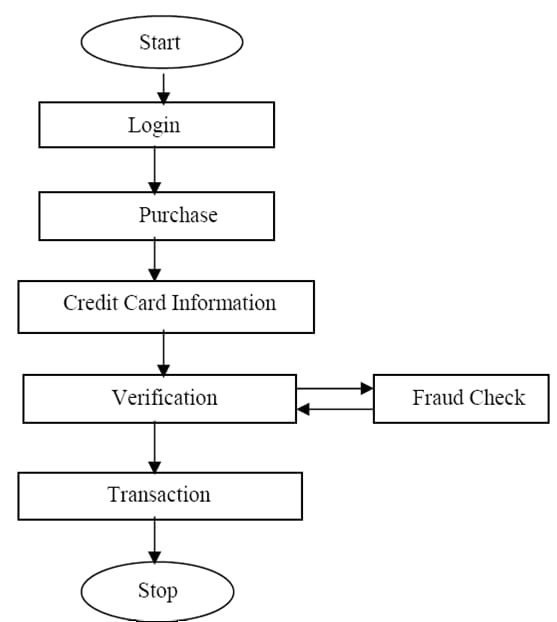 Start
Login
Purchase
Credit Card Information
Verification
Fraud Check
Transaction
Stop